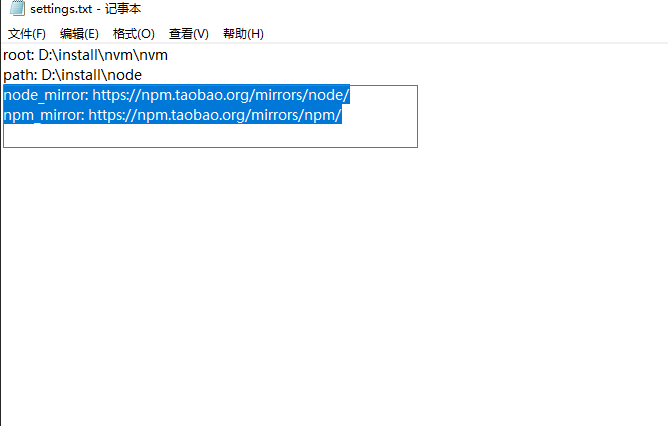 settings.txt - 记事本
文件(F) 编辑(E) 格式(O) 查看(V) 帮助(H)
root: D:\install\nvm\nvm
path: D:\install\node
node_mirror: https://npm.taobao.org/mirrors/node/
npm_mirror: https://npm.taobao.org/mirrors/npm/